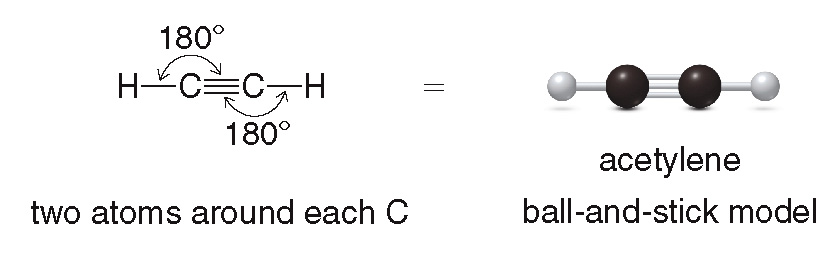 180°
H—C≡C—H
=
180°
acetylene
two atoms around each C
ball-and-stick model